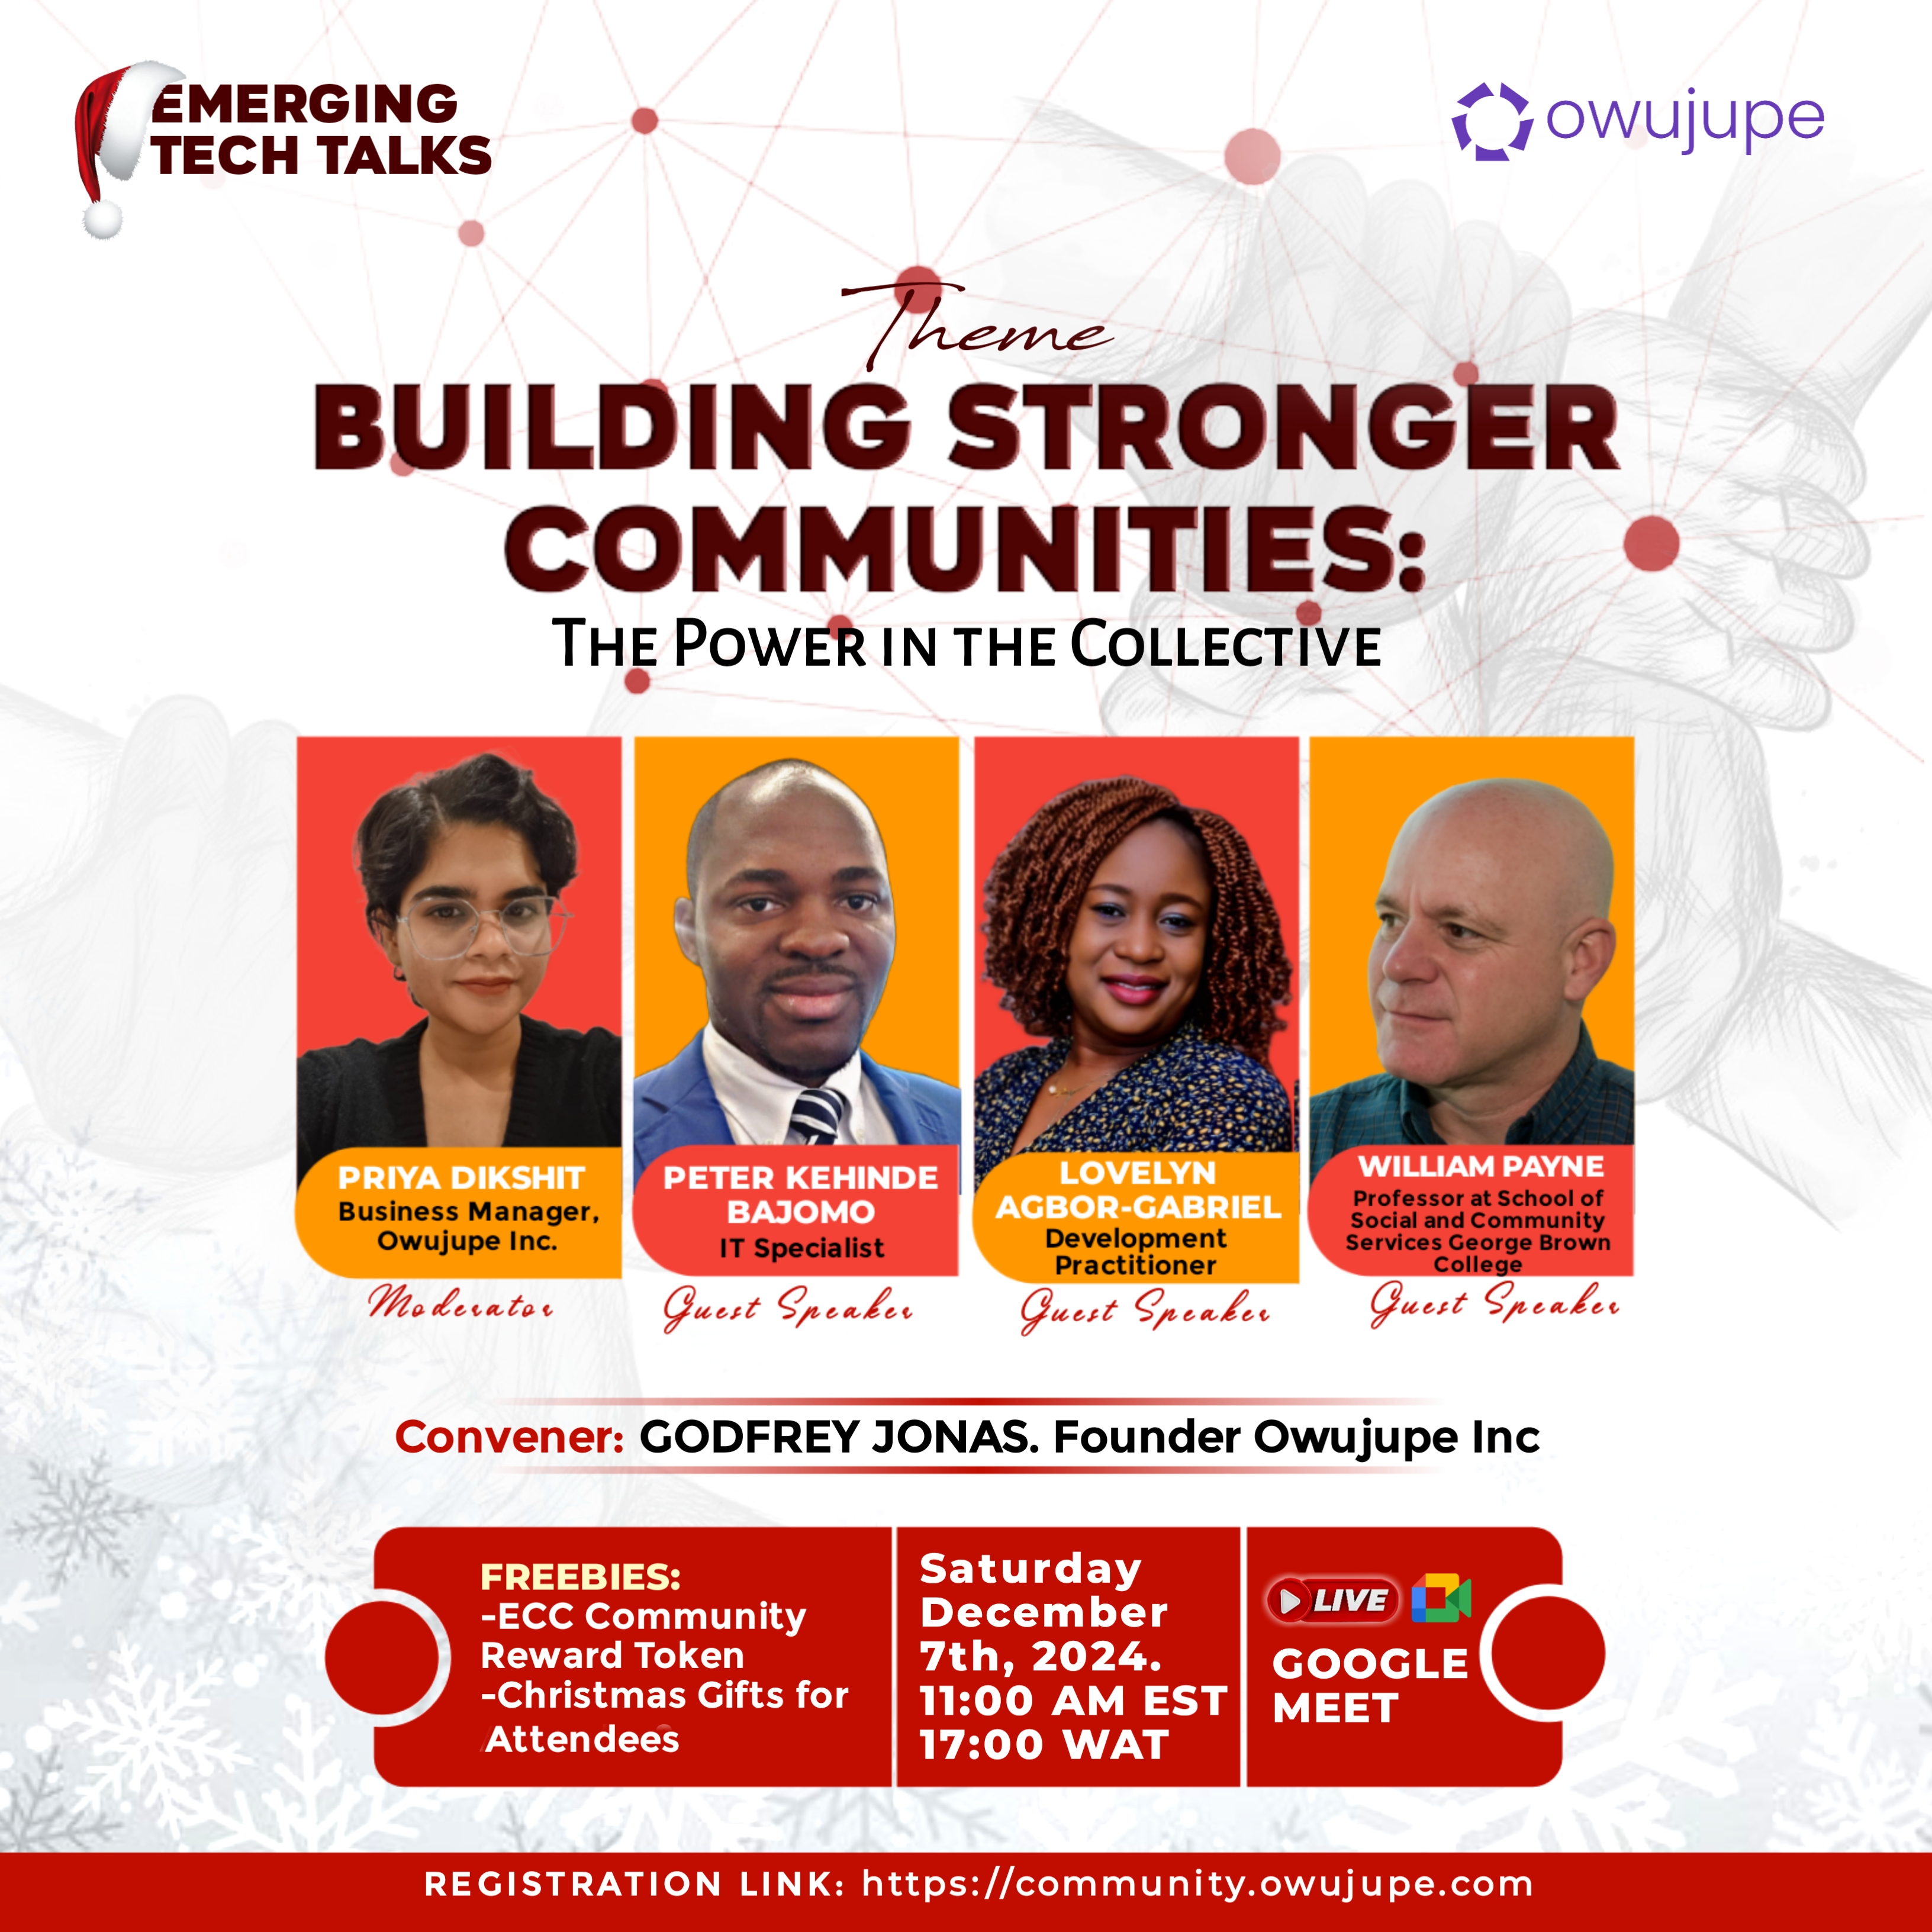 EMERGING
TECH TALKS
owujupe
Theme
BUILDING STRONGER
COMMUNITIES:
THE POWER IN THE COLLECTIVE
PRIYA DIKSHIT
Business Manager,
Owujupe Inc.
Moderator
PETER KEHINDE
BAJOMO
IT Specialist
Guest Speaker
LOVELYN
AGBOR-GABRIEL
Development
Practitioner
Guest Speaker
WILLIAM PAYNE
Professor at School of
Social and Community
Services George Brown
College
Guest Speaker
Convener: GODFREY JONAS. Founder Owujupe Inc
FREEBIES:
-ECC Community
Reward Token
-Christmas Gifts for
Attendees
Saturday
December
7th, 2024.
11:00 AM EST
17:00 WAT
LIVE
GOOGLE
MEET
REGISTRATION LINK: https://community.owujupe.com